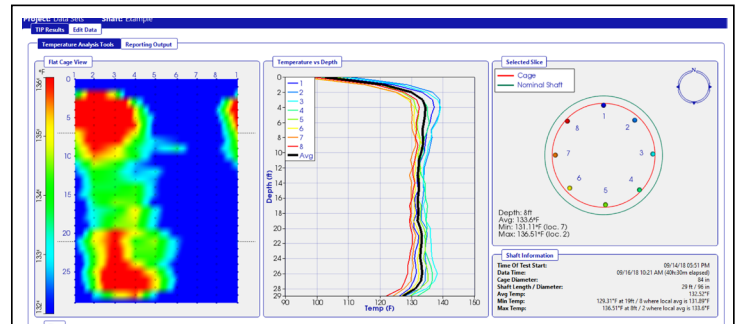 Project: Data Sets Shaft: Example
TIP Results Edit Data
Temperature Analysis Tools Reporting Output
Flat Cage View
°F
1 2 3 4 5 6 7 8 1
136°
135°
134°
133°
132°
0
5
10
15
20
25
Temperature vs Depth
Depth (ft)
0
2
4
6
8
10
12
14
16
18
20
22
24
26
28
29
1
2
3
4
5
6
7
8
Avg
90 100 110 120 130 140 150
Temp (F)
Selected Slice
Cage
Nominal Shaft
N
1
2
3
4
5
6
7
8
Depth: 8ft
Avg: 133.6°F
Min: 131.11°F (loc. 7)
Max: 136.51°F (loc. 2)
Shaft Information
Time Of Test Start: 09/14/18 05:51 PM
Data Time: 09/16/18 10:21 AM (40h:30m elapsed)
Cage Diameter: 84 in
Shaft Length / Diameter: 29 ft / 96 in
Avg Temp: 132.52°F
Min Temp: 129.31°F at 19ft / 8 where local avg is 131.89°F
Max Temp: 136.51°F at 8ft / 2 where local avg is 133.6°F